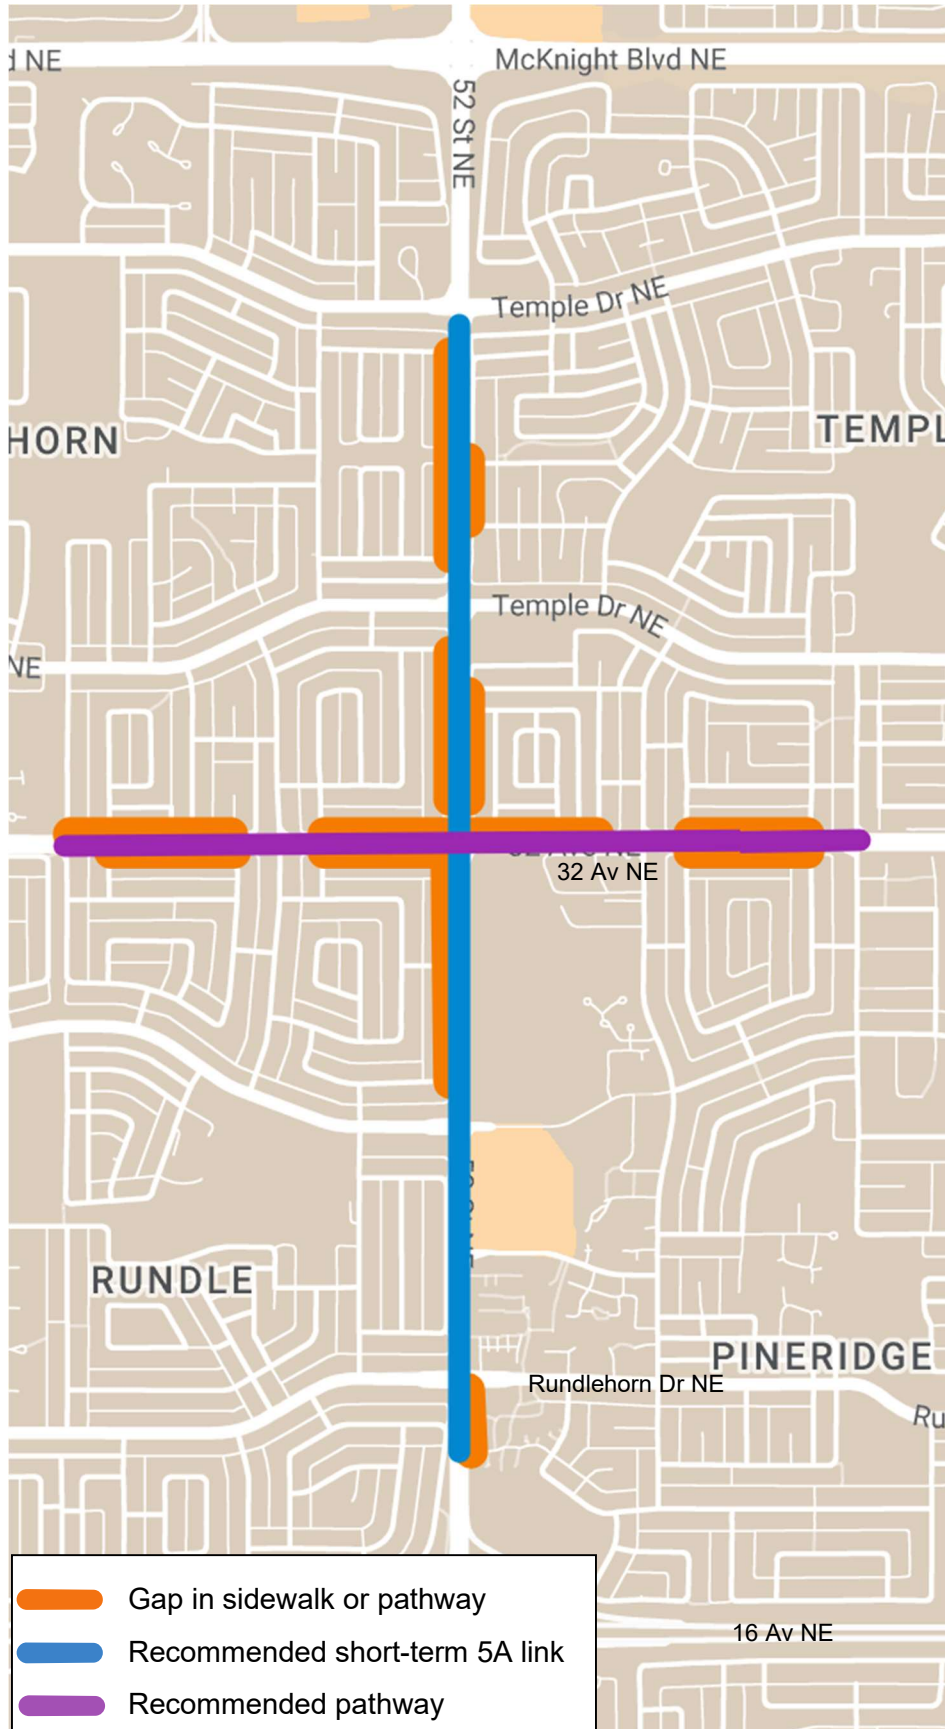 d NE
McKnight Blvd NE
52 St NE
Temple Dr NE
HORN
TEMPL
Temple Dr NE
NE
32 Av NE
RUNDLE
PINERIDGE
Rundlehorn Dr NE
Ru
Gap in sidewalk or pathway
Recommended short-term 5A link
16 Av NE
Recommended pathway